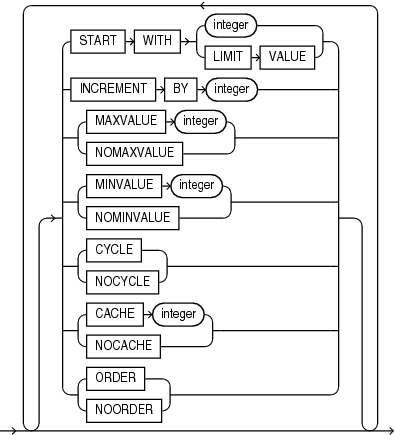 integer
START WITH
LIMIT VALUE
INCREMENT BY integer
MAXVALUE integer
NOMAXVALUE
MINVALUE integer
NOMINVALUE
CYCLE
NOCYCLE
CACHE integer
NOCACHE
ORDER
NOORDER